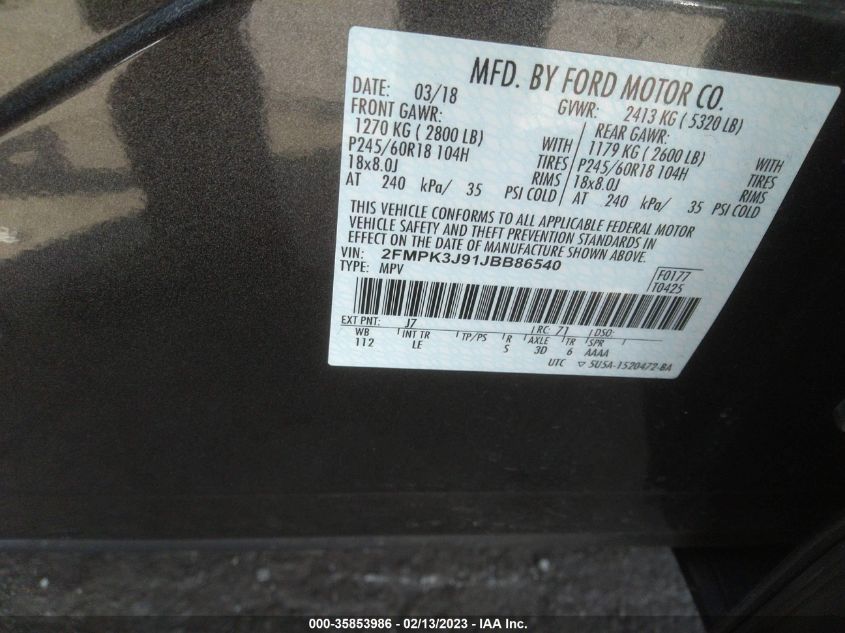 MFD. BY FORD MOTOR CO.
DATE: 03/18 GVWR: 2413 KG ( 5320 LB)
FRONT GAWR: REAR GAWR:
1270 KG ( 2800 LB) WITH 1179 KG ( 2600 LB) WITH
P245/60R18 104H TIRES P245/60R18 104H TIRES
18x8.0J RIMS 18x8.0J RIMS
AT 240 kPa/ 35 PSI COLD AT 240 kPa/ 35 PSI COLD
THIS VEHICLE CONFORMS TO ALL APPLICABLE FEDERAL MOTOR
VEHICLE SAFETY AND THEFT PREVENTION STANDARDS IN
EFFECT ON THE DATE OF MANUFACTURE SHOWN ABOVE.
VIN: 2FMPK3J91JBB86540
TYPE: MPV
F0177
T0425
EXT PNT: J7 RC: 71 DSO:
WB INT TR TP/PS R AXLE TR SPR
112 LE 5 3D 6 AAAA
UTC ▽ 5U5A-1520472-BA
000-35853986 - 02/13/2023 - IAA Inc.